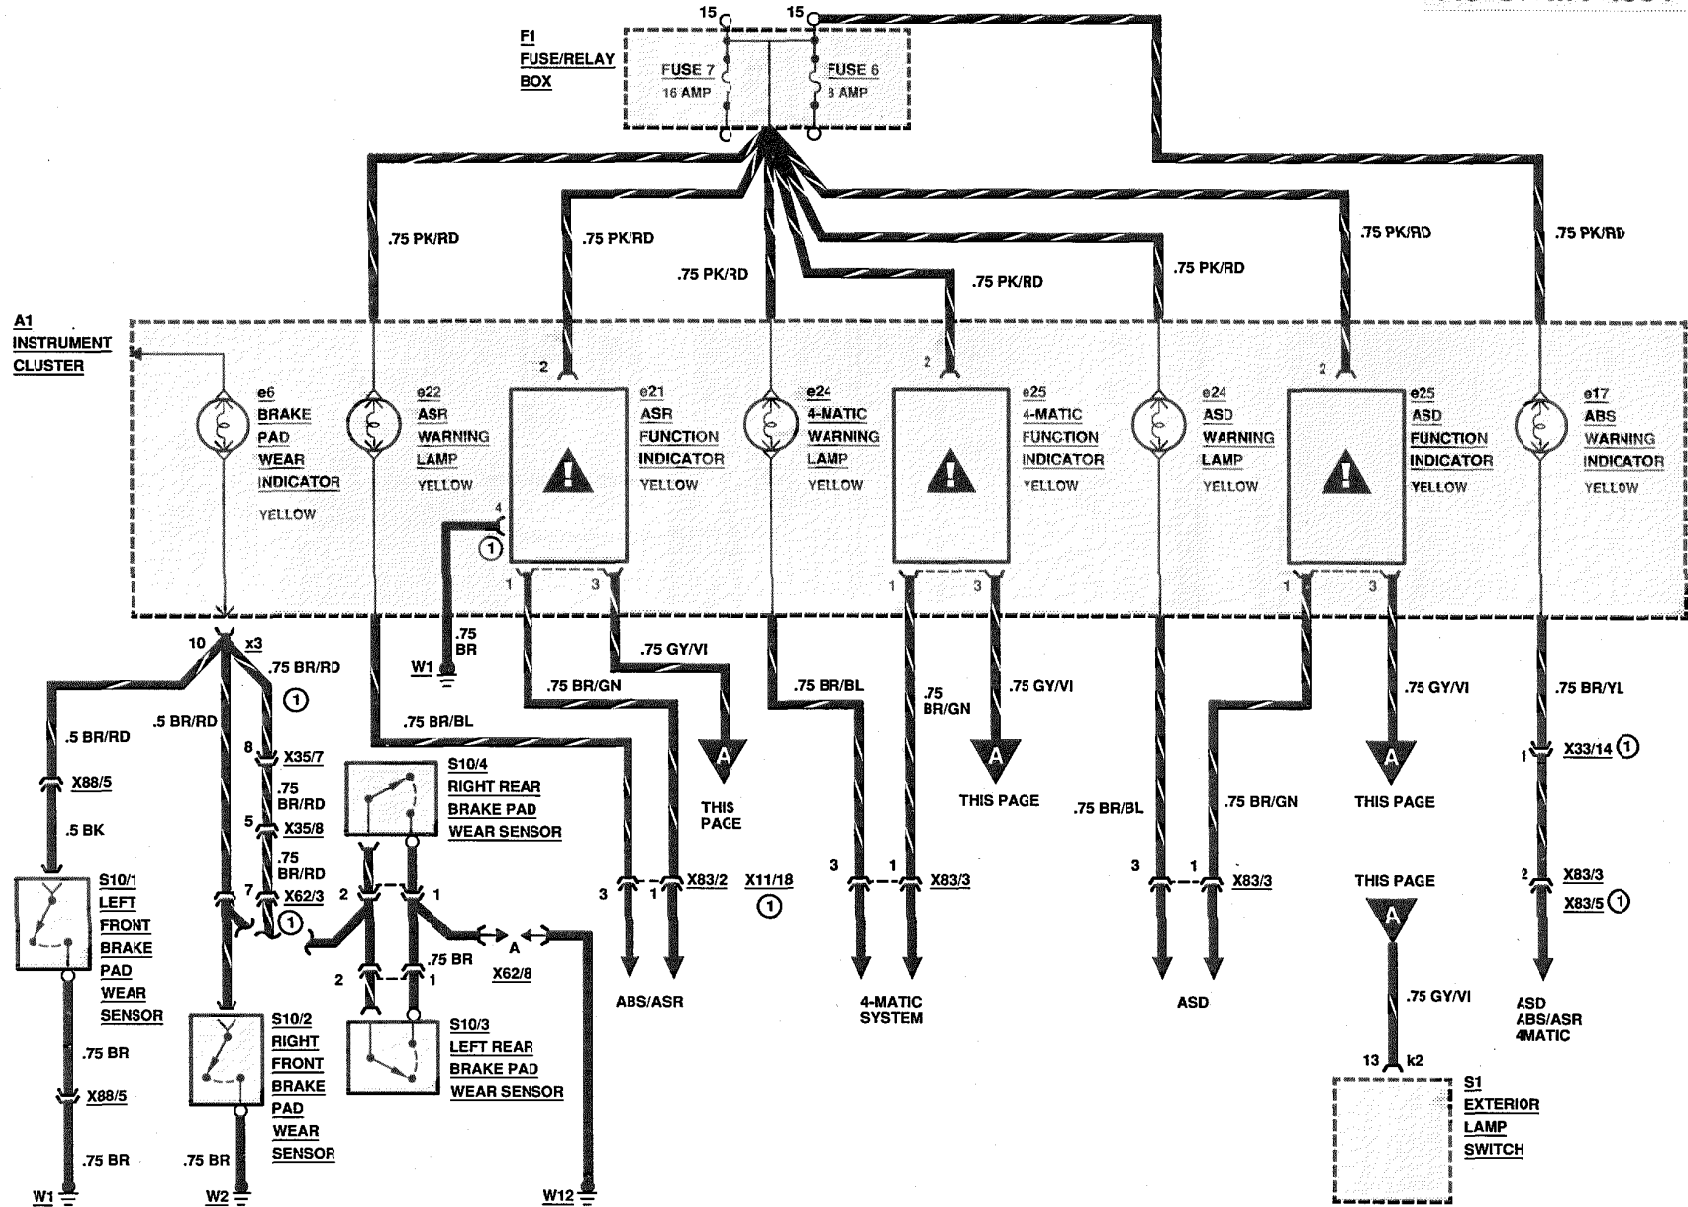 15
15
F1
FUSE/RELAY
BOX
FUSE 7
16 AMP
FUSE 6
8 AMP
.75 PK/RD
.75 PK/RD
.75 PK/RD
.75 PK/RD
.75 PK/RD
.75 PK/RD
.75 PK/RD
A1
INSTRUMENT
CLUSTER
2
2
2
e6
BRAKE
PAD
WEAR
INDICATOR
YELLOW
e22
ASR
WARNING
LAMP
YELLOW
e21
ASR
FUNCTION
INDICATOR
YELLOW
e24
4-MATIC
WARNING
LAMP
YELLOW
e25
4-MATIC
FUNCTION
INDICATOR
YELLOW
e24
ASD
WARNING
LAMP
YELLOW
e25
ASD
FUNCTION
INDICATOR
YELLOW
e17
ABS
WARNING
INDICATOR
YELLOW
!
!
!
4
1
1
3
1
3
1
3
10
x3
.75 BR/RD
1
.5 BR/RD
.5 BR/RD
.75
BR
W1
.75 GY/VI
.75 BR/GN
.75 BR/BL
.75 BR/BL
.75
BR/GN
.75 GY/VI
.75 GY/VI
.75 BR/YL
8
X35/7
.75
BR/RD
5
X35/8
.75
BR/RD
7
X62/3
1
X88/5
.5 BK
S10/1
LEFT
FRONT
BRAKE
PAD
WEAR
SENSOR
.75 BR
X88/5
.75 BR
W1
S10/2
RIGHT
FRONT
BRAKE
PAD
WEAR
SENSOR
.75 BR
W2
S10/4
RIGHT REAR
BRAKE PAD
WEAR SENSOR
2
1
.75 BR
A
X62/8
2
1
S10/3
LEFT REAR
BRAKE PAD
WEAR SENSOR
W12
A
THIS
PAGE
A
THIS PAGE
A
THIS PAGE
3
1
X83/2
X11/18
1
ABS/ASR
3
1
X83/3
4-MATIC
SYSTEM
.75 BR/BL
.75 BR/GN
3
1
X83/3
ASD
1
X33/14
1
2
X83/3
X83/5
1
ASD
ABS/ASR
4MATIC
THIS PAGE
A
.75 GY/VI
13
k2
S1
EXTERIOR
LAMP
SWITCH